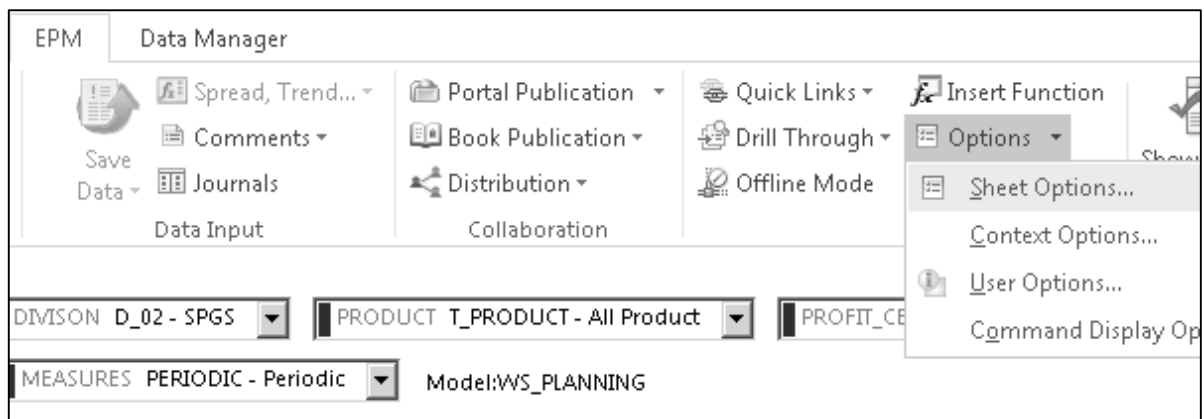 EPM Data Manager
Spread, Trend... Portal Publication Quick Links Insert Function
Comments Book Publication Drill Through Options
Save
Data Journals Distribution Offline Mode Sheet Options...
Data Input Collaboration Context Options...
User Options...
DIVISON D_02 - SPGS PRODUCT T_PRODUCT - All Product PROFIT_CE Command Display Op
MEASURES PERIODIC - Periodic Model:WS_PLANNING